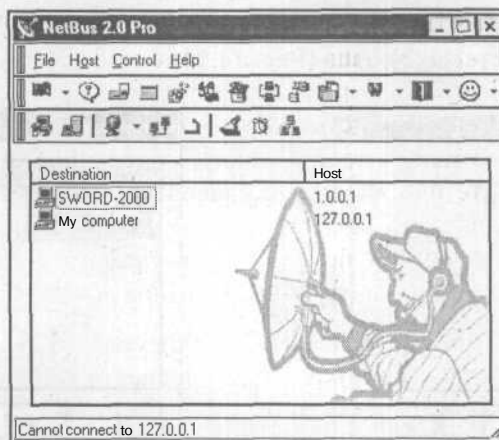 NetBus 2.0 Pro
File Host Control Help
Destination Host
SWORD-2000 1.0.0.1
My computer 127.0.0.1
Cannot connect to 127.0.0.1